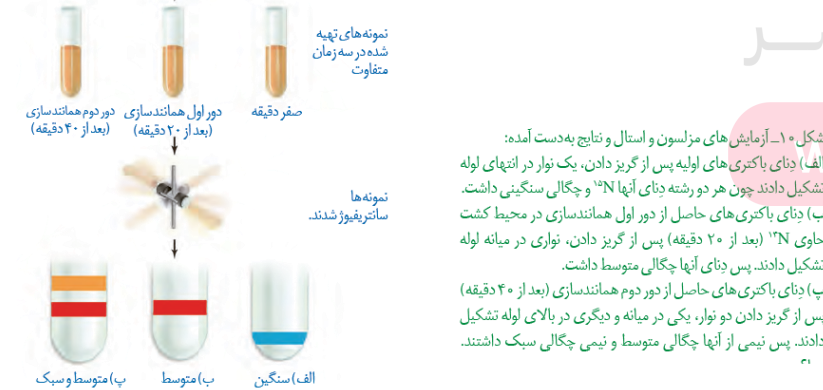 نمونه‌های تهیه
شده در سه زمان
متفاوت
صفر دقیقه
دور اول همانندسازی
(بعد از ۲۰ دقیقه)
دور دوم همانندسازی
(بعد از ۴۰ دقیقه)
نمونه‌ها
سانتریفیوژ شدند.
الف) سنگین
ب) متوسط
پ) متوسط و سبک
شکل ۱۰ـ آزمایش‌های مزلسون و استال و نتایج به‌دست آمده:
الف) دِنای باکتری‌های اولیه پس از گریز دادن، یک نوار در انتهای لوله
تشکیل دادند چون هر دو رشته دِنای آنها ¹⁵N و چگالی سنگینی داشت.
ب) دِنای باکتری‌های حاصل از دور اول همانندسازی در محیط کشت
حاوی ¹⁴N (بعد از ۲۰ دقیقه) پس از گریز دادن، نواری در میانه لوله
تشکیل دادند. پس دِنای آنها چگالی متوسط داشت.
پ) دِنای باکتری‌های حاصل از دور دوم همانندسازی (بعد از ۴۰ دقیقه)
پس از گریز دادن دو نوار، یکی در میانه و دیگری در بالای لوله تشکیل
دادند. پس نیمی از آنها چگالی متوسط و نیمی چگالی سبک داشتند.